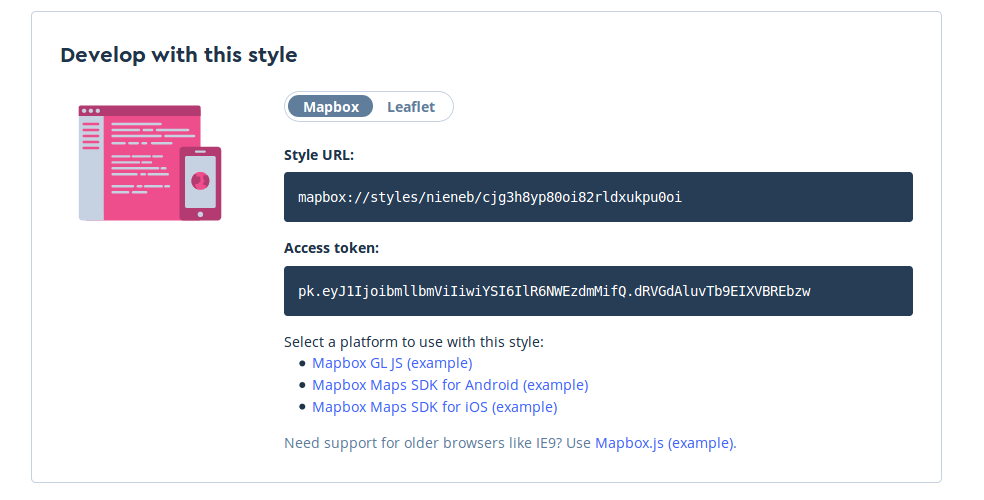 Develop with this style
Mapbox Leaflet
Style URL:
mapbox://styles/nieneb/cjg3h8yp80oi82rldxukpu0oi
Access token:
pk.eyJ1IjoibmllbmViIiwiYSI6IlR6NWEzdmMifQ.dRVGdAluvTb9EIXVBREbzw
Select a platform to use with this style:
• Mapbox GL JS (example)
• Mapbox Maps SDK for Android (example)
• Mapbox Maps SDK for iOS (example)
Need support for older browsers like IE9? Use Mapbox.js (example).